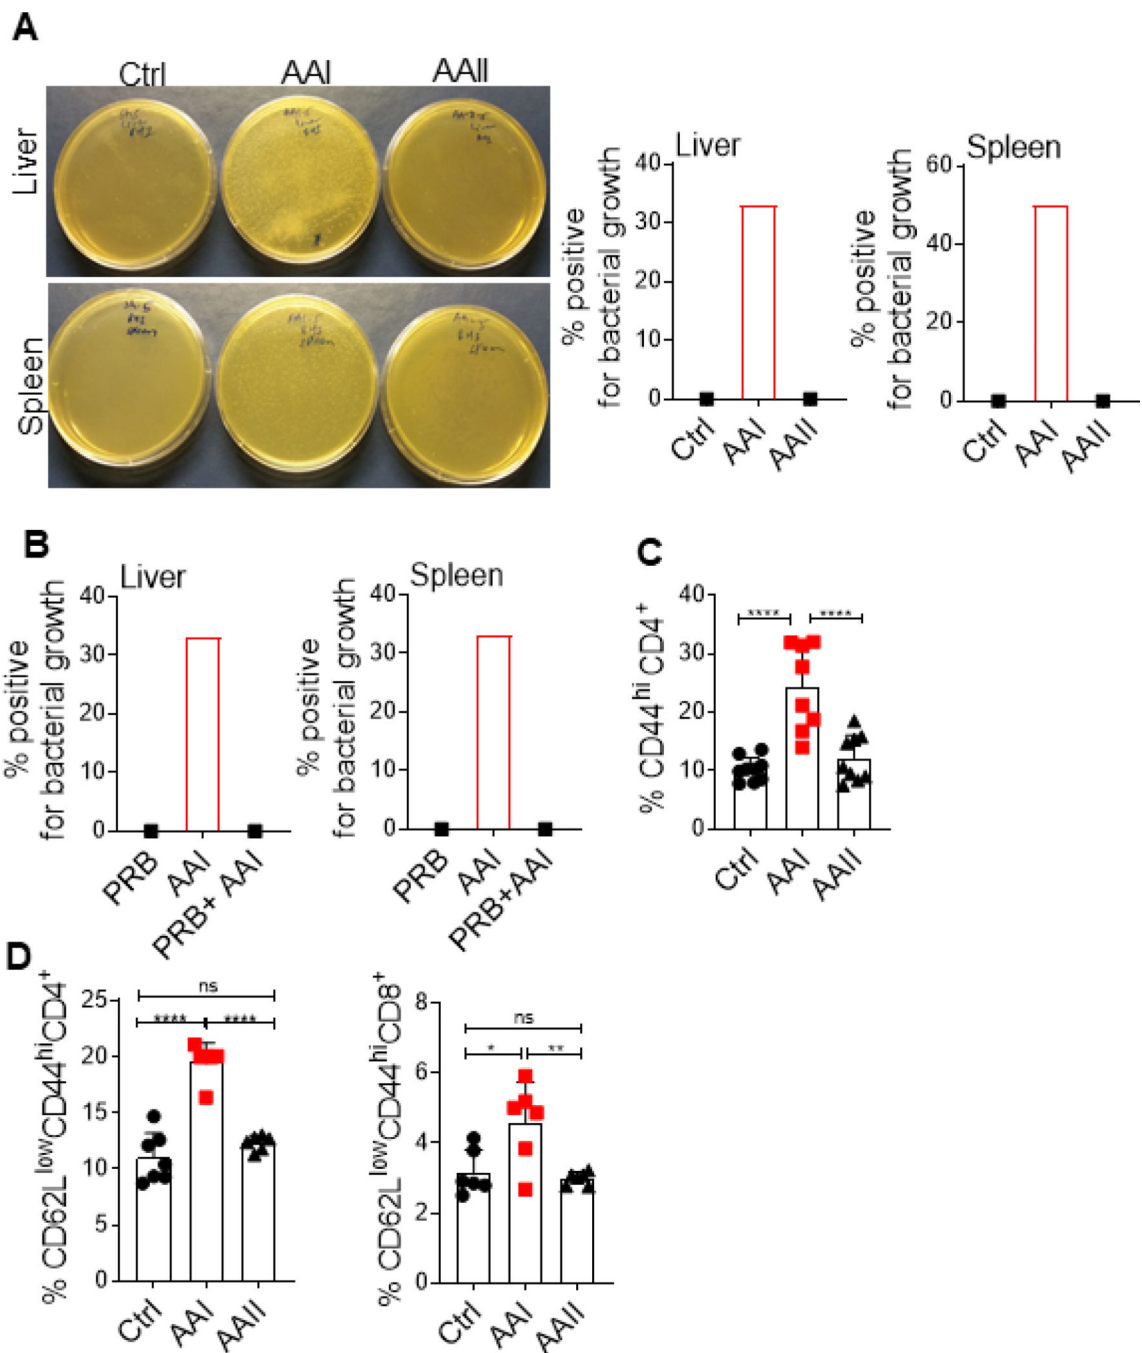 A
Ctrl AAI AAII
Liver
Spleen
Liver
% positive
for bacterial growth
40
30
20
10
0
Ctrl AAI AAII
Spleen
% positive
for bacterial growth
60
40
20
0
Ctrl AAI AAII
B
Liver
% positive
for bacterial growth
40
30
20
10
0
PRB AAI PRB+ AAI
Spleen
% positive
for bacterial growth
40
30
20
10
0
PRB AAI PRB+AAI
C
% CD44hi CD4+
40
30
20
10
0
**** ****
Ctrl AAI AAII
D
% CD62LlowCD44hiCD4+
25
20
15
10
5
0
ns
**** ****
Ctrl AAI AAII
% CD62LlowCD44hiCD8+
8
6
4
2
0
ns
* **
Ctrl AAI AAII